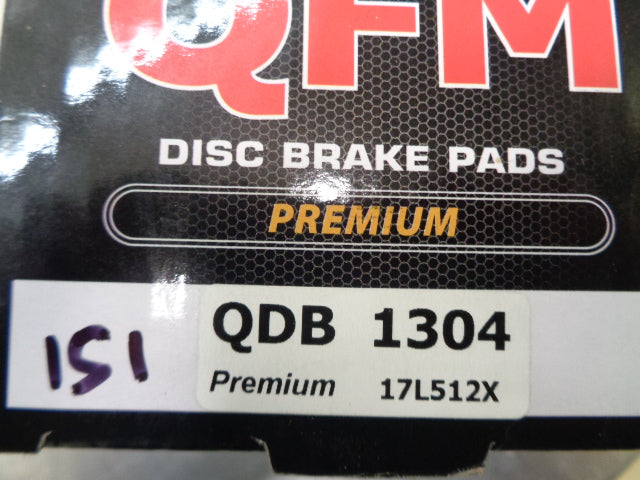 QFM
DISC BRAKE PADS
PREMIUM
151
QDB 1304
Premium 17L512X